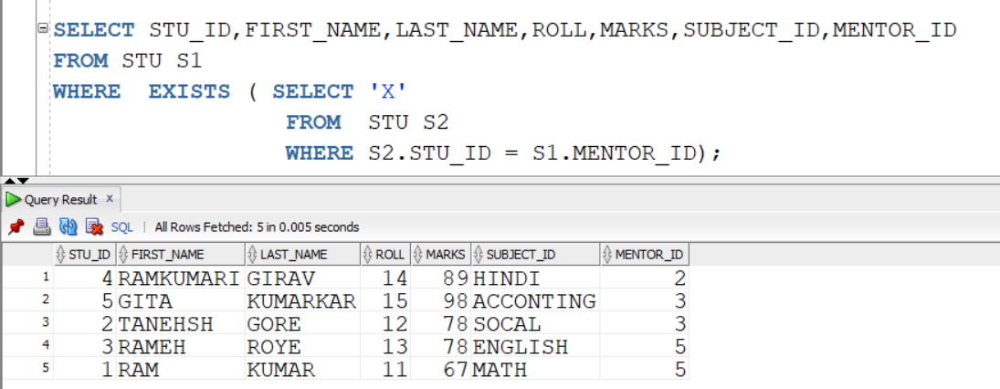 SELECT STU_ID,FIRST_NAME,LAST_NAME,ROLL,MARKS,SUBJECT_ID,MENTOR_ID
FROM STU S1
WHERE EXISTS ( SELECT 'X'
FROM STU S2
WHERE S2.STU_ID = S1.MENTOR_ID);
Query Result x
SQL | All Rows Fetched: 5 in 0.005 seconds
STU_ID FIRST_NAME LAST_NAME ROLL MARKS SUBJECT_ID MENTOR_ID
1 4 RAMKUMARI GIRAV 14 89 HINDI 2
2 5 GITA KUMARKAR 15 98 ACCONTING 3
3 2 TANEHSH GORE 12 78 SOCAL 3
4 3 RAMEH ROYE 13 78 ENGLISH 5
5 1 RAM KUMAR 11 67 MATH 5